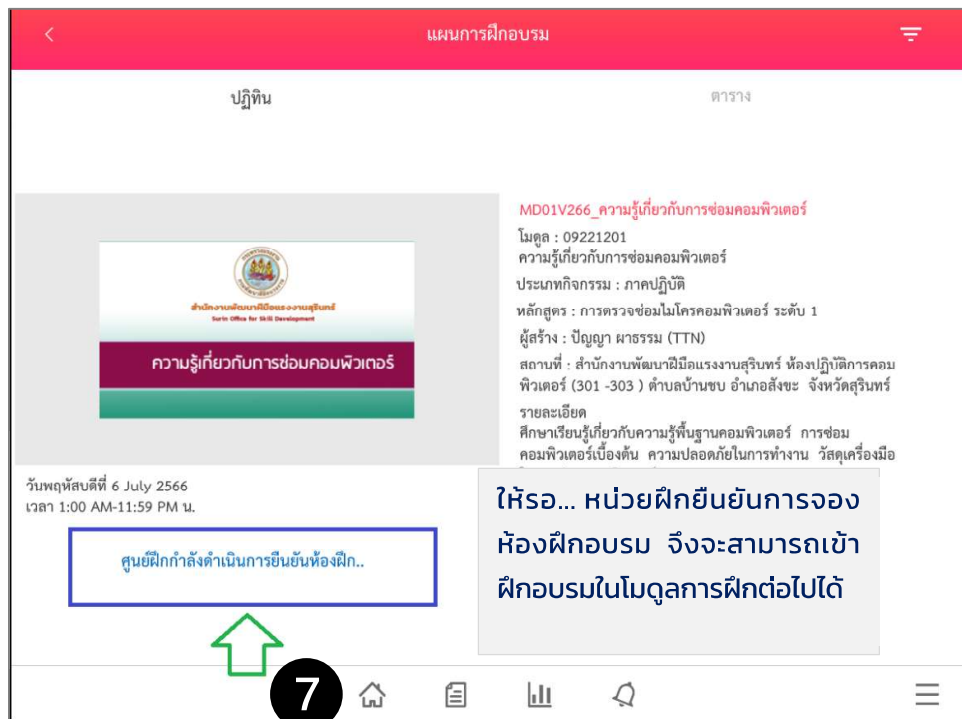 แผนการฝึกอบรม
ปฏิทิน
ตาราง
สำนักงานพัฒนาฝีมือแรงงานสุรินทร์
Surin Office for Skill Development
ความรู้เกี่ยวกับการซ่อมคอมพิวเตอร์
วันพฤหัสบดีที่ 6 July 2566
เวลา 1:00 AM-11:59 PM น.
ศูนย์ฝึกกำลังดำเนินการยืนยันห้องฝึก..
MD01V266_ความรู้เกี่ยวกับการซ่อมคอมพิวเตอร์
โมดูล : 09221201
ความรู้เกี่ยวกับการซ่อมคอมพิวเตอร์
ประเภทกิจกรรม : ภาคปฏิบัติ
หลักสูตร : การตรวจซ่อมไมโครคอมพิวเตอร์ ระดับ 1
ผู้สร้าง : ปัญญา ผาธรรม (TTN)
สถานที่ : สำนักงานพัฒนาฝีมือแรงงานสุรินทร์ ห้องปฏิบัติการคอม
พิวเตอร์ (301 -303 ) ตำบลบ้านชบ อำเภอสังขะ จังหวัดสุรินทร์
รายละเอียด
ศึกษาเรียนรู้เกี่ยวกับความรู้พื้นฐานคอมพิวเตอร์ การซ่อม
คอมพิวเตอร์เบื้องต้น ความปลอดภัยในการทำงาน วัสดุเครื่องมือ
ให้รอ... หน่วยฝึกยืนยันการจอง
ห้องฝึกอบรม จึงจะสามารถเข้า
ฝึกอบรมในโมดูลการฝึกต่อไปได้
7